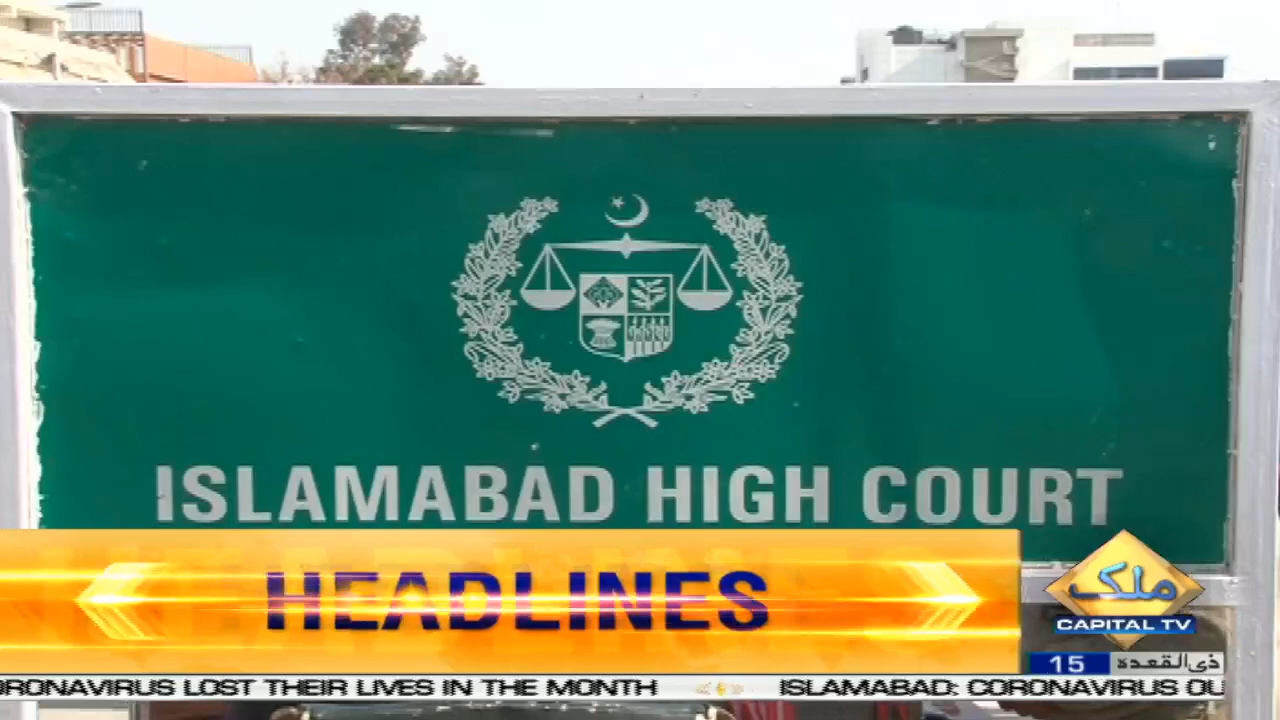 ISLAMABAD HIGH COURT
HEADLINES
ملک
CAPITAL TV
15 ذی القعدہ
ORONAVIRUS LOST THEIR LIVES IN THE MONTH ISLAMABAD: CORONAVIRUS OU